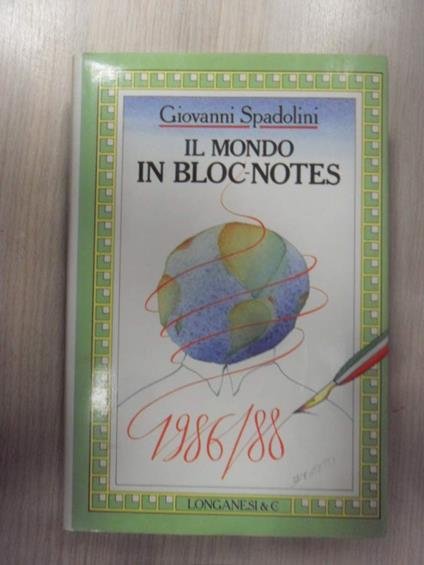 Giovanni Spadolini
IL MONDO
IN BLOC-NOTES
1986/88
LONGANESI & C.